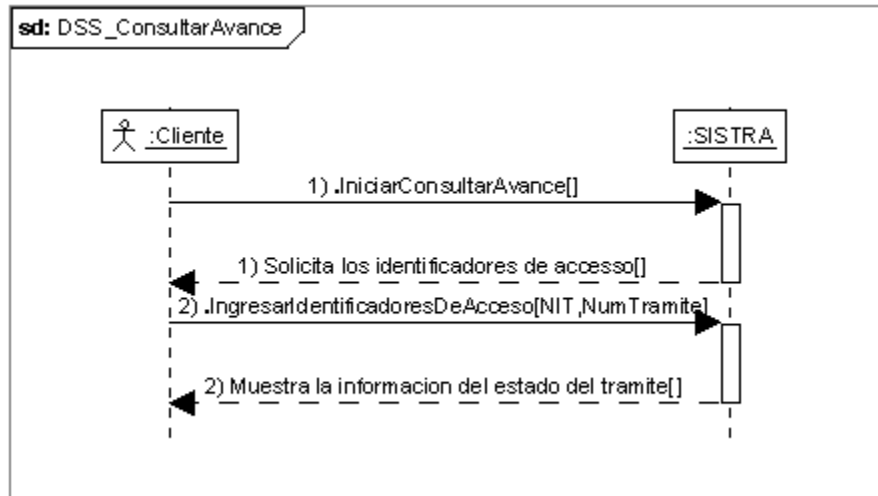 sd: DSS_ConsultarAvance
:Cliente
:SISTRA
1) .IniciarConsultarAvance[]
1) Solicita los identificadores de accesso[]
2) .IngresarIdentificadoresDeAcceso[NIT,NumTramite]
2) Muestra la informacion del estado del tramite[]